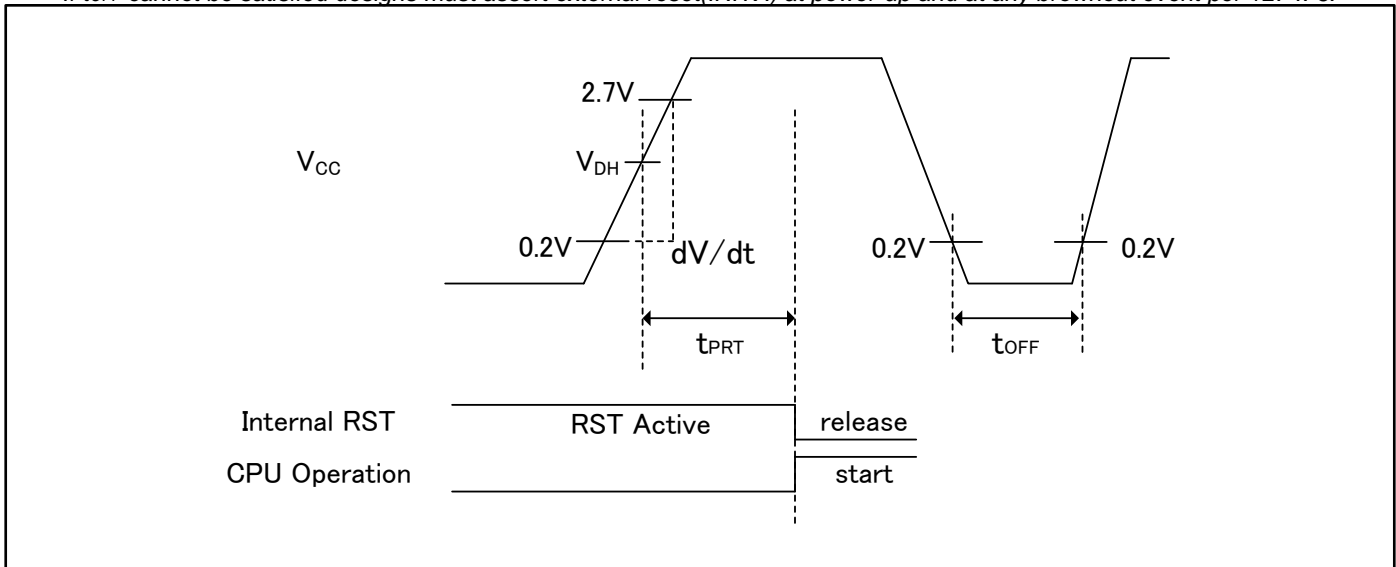 2.7V
VCC
VDH
0.2V
dV/dt
0.2V
0.2V
tPRT
tOFF
Internal RST
RST Active
release
CPU Operation
start